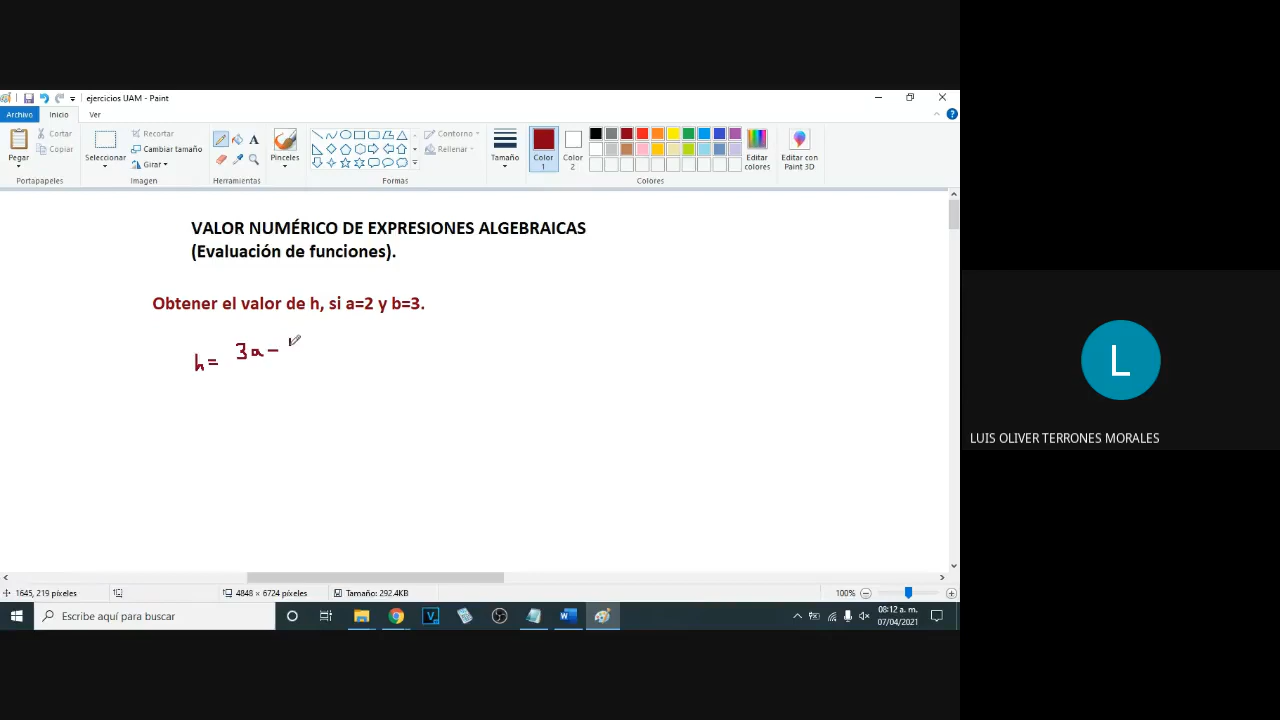 ejercicios UAM - Paint
Archivo Inicio Ver
Pegar
Cortar
Copiar
Portapapeles
Seleccionar
Recortar
Cambiar tamaño
Girar
Imagen
A
Herramientas
Pinceles
Contorno
Rellenar
Formas
Tamaño
Color 1
Color 2
Editar colores
Editar con Paint 3D
Colores
VALOR NUMÉRICO DE EXPRESIONES ALGEBRAICAS
(Evaluación de funciones).
Obtener el valor de h, si a=2 y b=3.
h= 3a-
L
LUIS OLIVER TERRONES MORALES
1645, 219 píxeles
4848 × 6724 píxeles
Tamaño: 292.4KB
100%
Escribe aquí para buscar
08:12 a. m.
07/04/2021